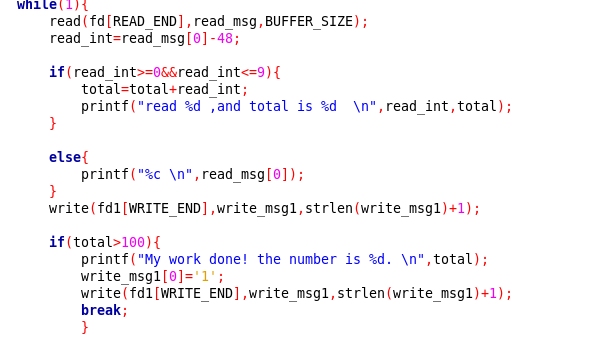 while(1){
    read(fd[READ_END],read_msg,BUFFER_SIZE);
    read_int=read_msg[0]-48;
    if(read_int>=0&&read_int<=9){
        total=total+read_int;
        printf("read %d ,and total is %d  \n",read_int,total);
    }
    else{
        printf("%c \n",read_msg[0]);
    }
    write(fd1[WRITE_END],write_msg1,strlen(write_msg1)+1);
    if(total>100){
        printf("My work done! the number is %d. \n",total);
        write_msg1[0]='1';
        write(fd1[WRITE_END],write_msg1,strlen(write_msg1)+1);
        break;
        }